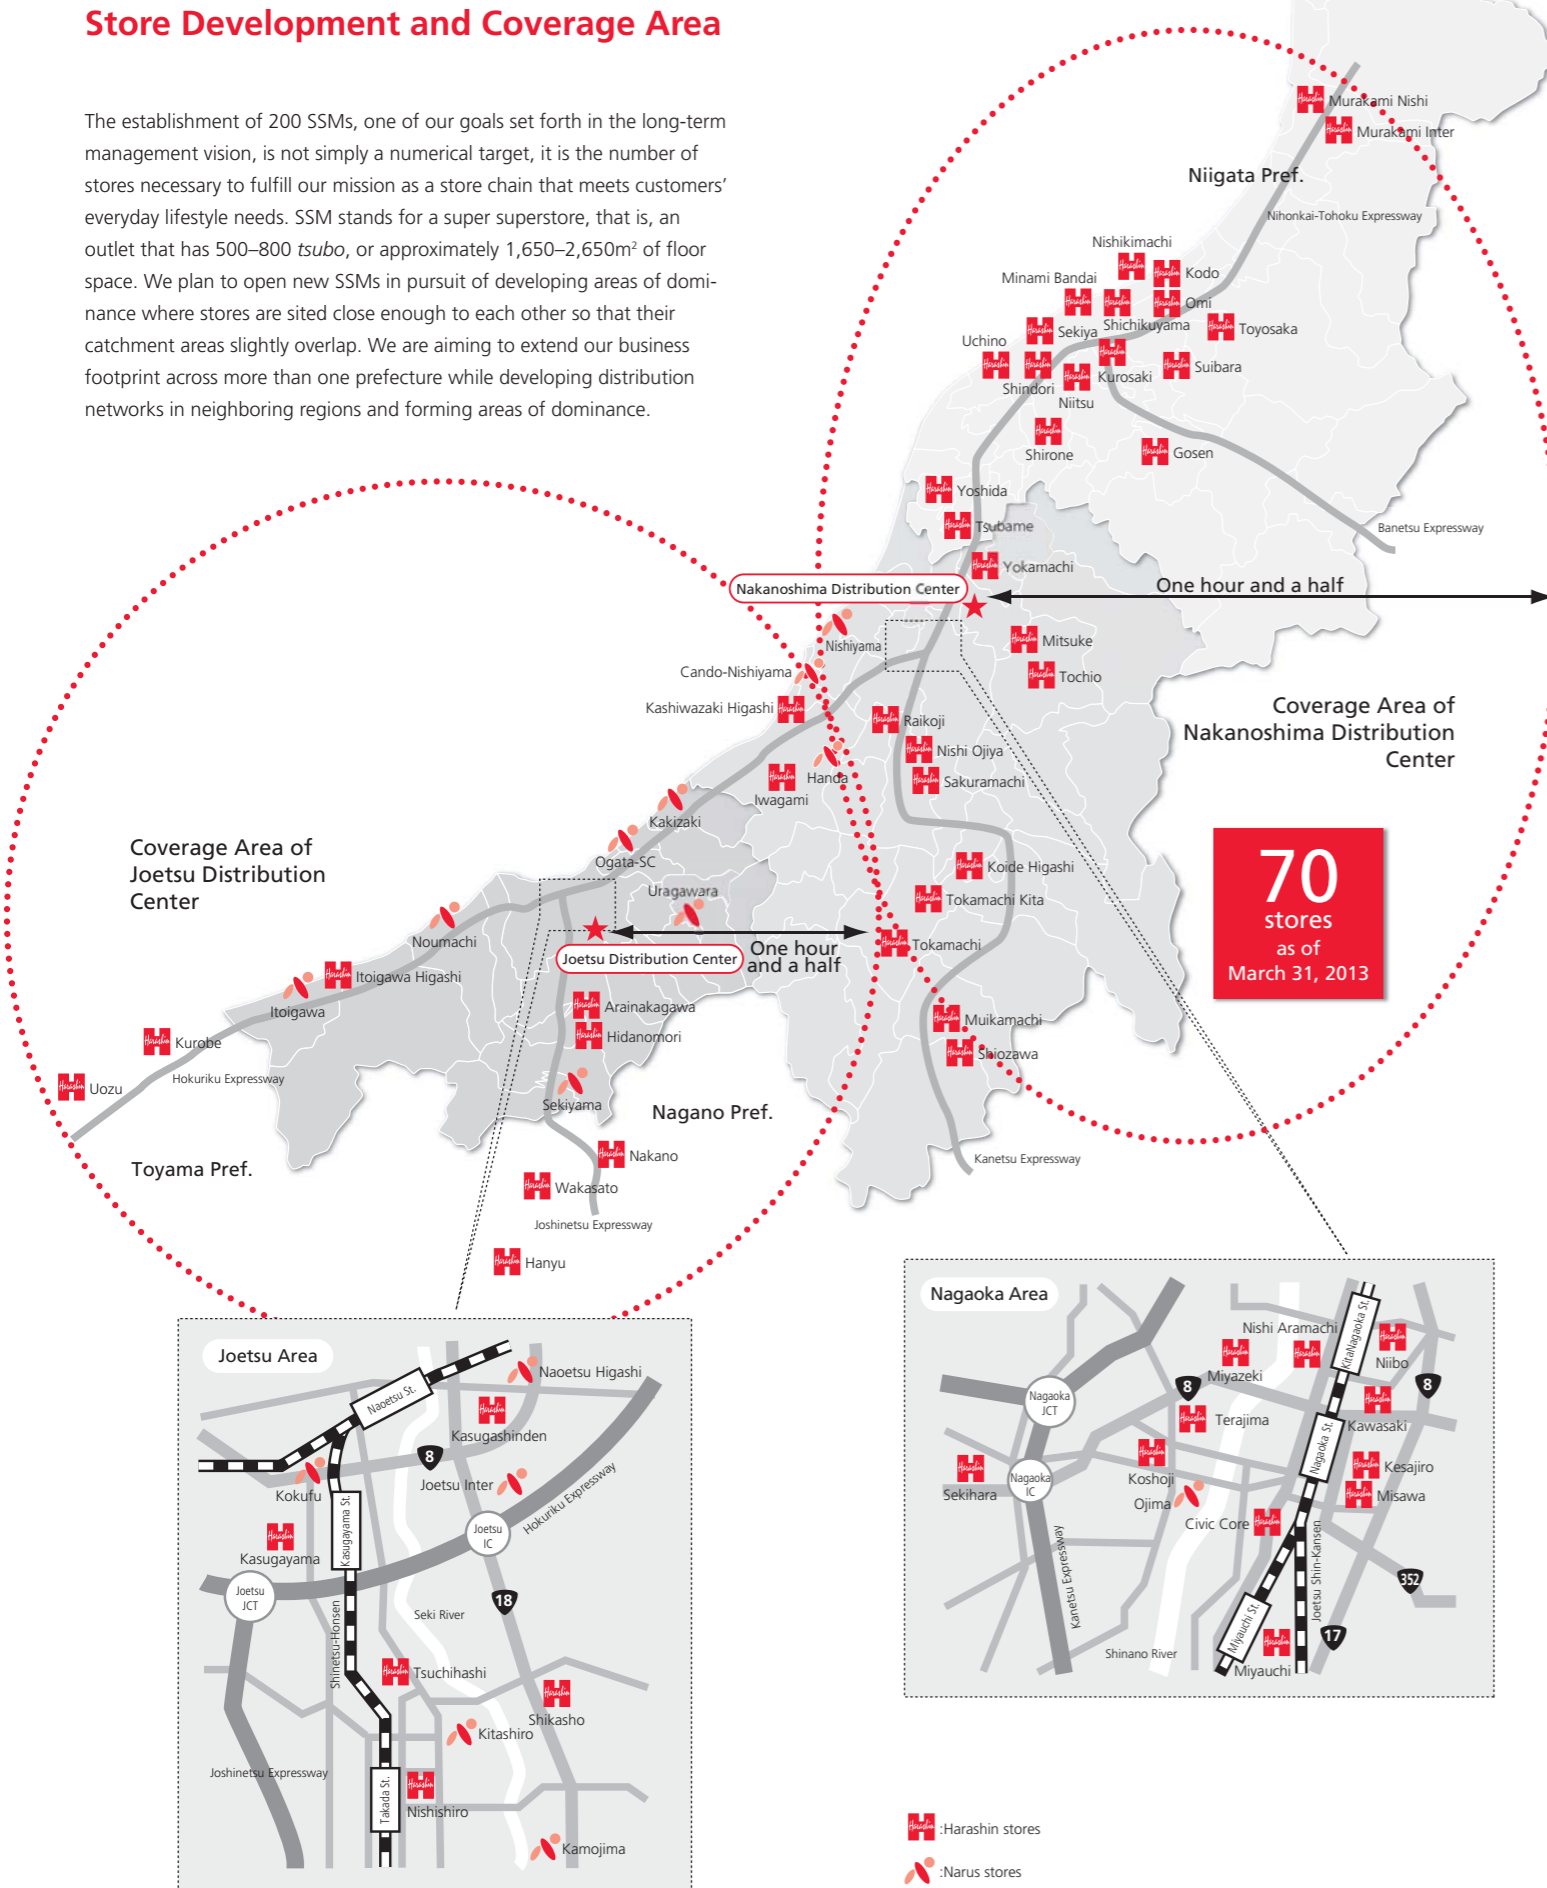 Store Development and Coverage Area
The establishment of 200 SSMs, one of our goals set forth in the long-term
management vision, is not simply a numerical target, it is the number of
stores necessary to fulfill our mission as a store chain that meets customers'
everyday lifestyle needs. SSM stands for a super superstore, that is, an
outlet that has 500–800 tsubo, or approximately 1,650–2,650m² of floor
space. We plan to open new SSMs in pursuit of developing areas of domi-
nance where stores are sited close enough to each other so that their
catchment areas slightly overlap. We are aiming to extend our business
footprint across more than one prefecture while developing distribution
networks in neighboring regions and forming areas of dominance.
Murakami Nishi
Murakami Inter
Niigata Pref.
Nihonkai-Tohoku Expressway
Nishikimachi
Kodo
Minami Bandai
Omi
Shichikuyama
Toyosaka
Sekiya
Uchino
Shindori
Kurosaki
Suibara
Niitsu
Shirone
Gosen
Yoshida
Tsubame
Banetsu Expressway
Yokamachi
Nakanoshima Distribution Center
One hour and a half
Nishiyama
Mitsuke
Cando-Nishiyama
Tochio
Kashiwazaki Higashi
Coverage Area of
Nakanoshima Distribution
Center
Raikoji
Nishi Ojiya
Handa
Sakuramachi
Iwagami
Kakizaki
Ogata-SC
Coverage Area of
Joetsu Distribution
Center
70
stores
as of
March 31, 2013
Koide Higashi
Uragawara
Tokamachi Kita
Noumachi
Tokamachi
One hour
and a half
Joetsu Distribution Center
Itoigawa Higashi
Itoigawa
Arainakagawa
Muikamachi
Hidanomori
Kurobe
Shiozawa
Hokuriku Expressway
Uozu
Sekiyama
Nagano Pref.
Toyama Pref.
Nakano
Kanetsu Expressway
Wakasato
Joshinetsu Expressway
Hanyu
Joetsu Area
Naoetsu St.
Naoetsu Higashi
Kasugashinden
8
Joetsu Inter
Kokufu
Hokuriku Expressway
Kasugayama St.
Joetsu
IC
Kasugayama
Joetsu
JCT
18
Seki River
Shinetsu-Honsen
Tsuchihashi
Shikasho
Kitashiro
Joshinetsu Expressway
Takada St.
Nishishiro
Kamojima
Nagaoka Area
KitaNagaoka St.
Nishi Aramachi
Niibo
Miyazeki
8
8
Nagaoka
JCT
Terajima
Kawasaki
Nagaoka St.
Koshoji
Kesajiro
Sekihara
Nagaoka
IC
Ojima
Misawa
Civic Core
Kanetsu Expressway
Joetsu Shin-Kansen
352
Miyauchi St.
17
Shinano River
Miyauchi
Harashin
:Harashin stores
:Narus stores